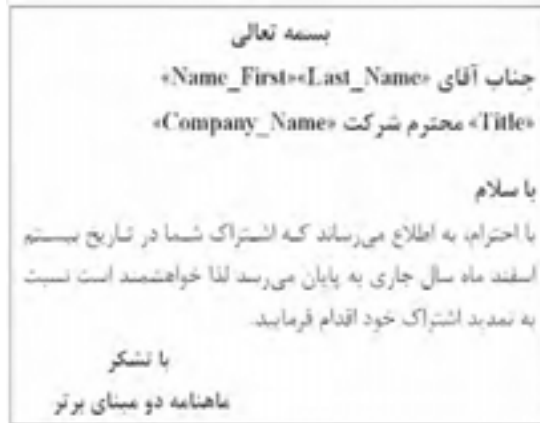 بسمه تعالی
جناب آقای «Name_First»«Last_Name»
«Title» محترم شرکت «Company_Name»
با سلام
با احترام، به اطلاع می‌رساند که اشتراک شما در تاریخ بیستم
اسفند ماه سال جاری به پایان می‌رسد لذا خواهشمند است نسبت
به تمدید اشتراک خود اقدام فرمایید.
با تشکر
ماهنامه دو مبنای برتر